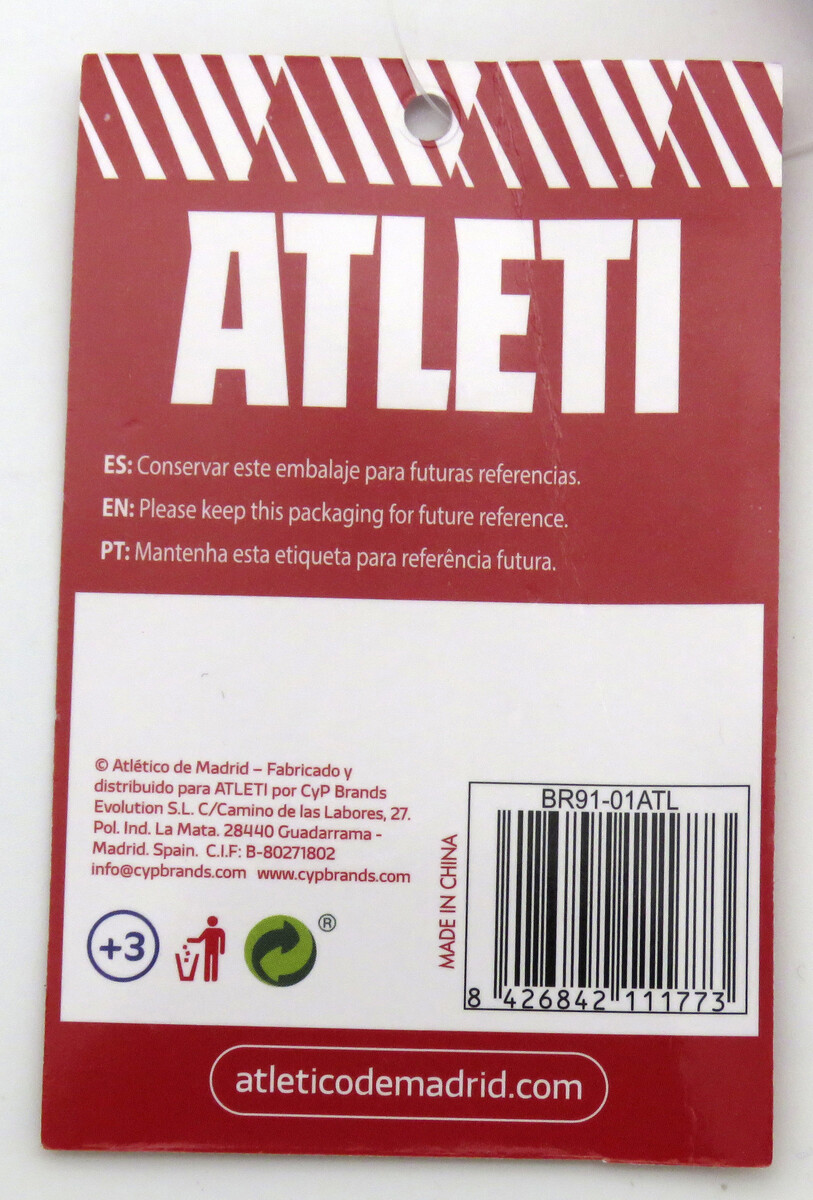 ATLETI
ES: Conservar este embalaje para futuras referencias.
EN: Please keep this packaging for future reference.
PT: Mantenha esta etiqueta para referência futura.
© Atlético de Madrid – Fabricado y
distribuido para ATLETI por CyP Brands
Evolution S.L. C/Camino de las Labores, 27.
Pol. Ind. La Mata. 28440 Guadarrama -
Madrid. Spain. C.I.F: B-80271802
info@cypbrands.com www.cypbrands.com
+3
®
MADE IN CHINA
BR91-01ATL
8 426842 111773
atleticodemadrid.com